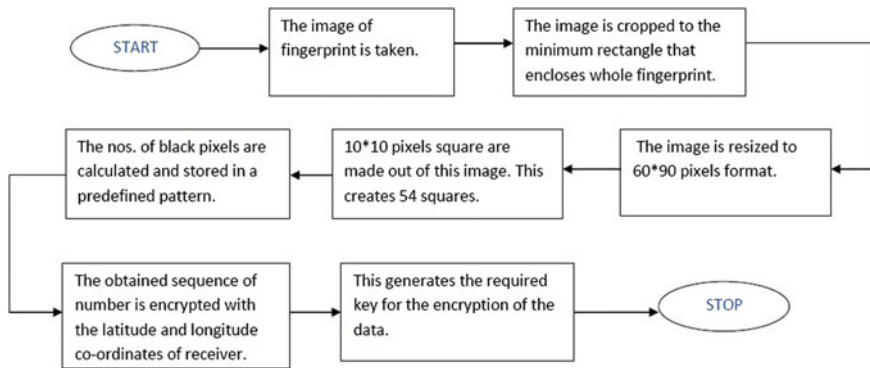 START
The image of
fingerprint is taken.
The image is cropped to the
minimum rectangle that
encloses whole fingerprint.
The image is resized to
60*90 pixels format.
10*10 pixels square are
made out of this image. This
creates 54 squares.
The nos. of black pixels are
calculated and stored in a
predefined pattern.
The obtained sequence of
number is encrypted with
the latitude and longitude
co-ordinates of receiver.
This generates the required
key for the encryption of the
data.
STOP